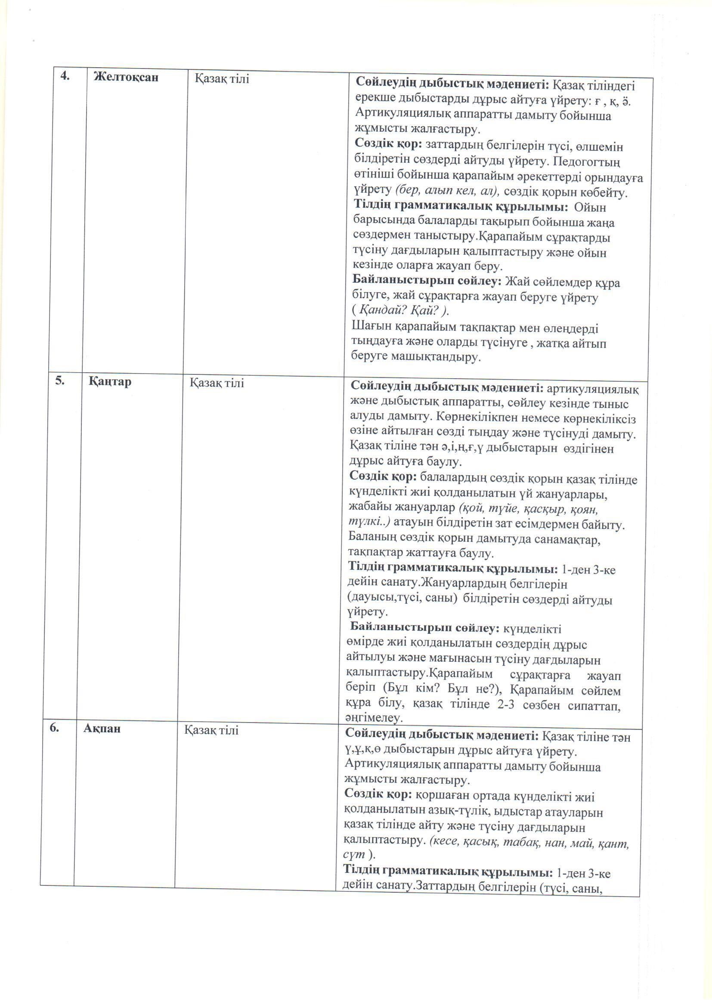 4.
Желтоқсан
Қазақ тілі
Сөйлеудің дыбыстық мәдениеті: Қазақ тіліндегі
ерекше дыбыстарды дұрыс айтуға үйрету: ғ , қ, ӛ.
Артикуляциялық аппаратты дамыту бойынша
жұмысты жалғастыру.
Сөздік қор: заттардың белгілерін түсі, өлшемін
білдіретін сөздерді айтуды үйрету. Педогогтың
өтініші бойынша қарапайым әрекеттерді орындауға
үйрету (бер, алып кел, ал), сөздік қорын көбейту.
Тілдің грамматикалық құрылымы: Ойын
барысында балаларды тақырып бойынша жаңа
сөздермен таныстыру.Қарапайым сұрақтарды
түсіну дағдыларын қалыптастыру және ойын
кезінде оларға жауап беру.
Байланыстырып сөйлеу: Жай сөйлемдер құра
білуге, жай сұрақтарға жауап беруге үйрету
( Қандай? Қай? ).
Шағын қарапайым тақпақтар мен өлеңдерді
тыңдауға және оларды түсінуге , жатқа айтып
беруге машықтандыру.
5.
Қаңтар
Қазақ тілі
Сөйлеудің дыбыстық мәдениеті: артикуляциялық
және дыбыстық аппаратты, сөйлеу кезінде тыныс
алуды дамыту. Көрнекілікпен немесе көрнекіліксіз
өзіне айтылған сөзді тыңдау және түсінуді дамыту.
Қазақ тіліне тән ә,і,ң,ғ,ү дыбыстарын өздігінен
дұрыс айтуға баулу.
Сөздік қор: балалардың сөздік қорын қазақ тілінде
күнделікті жиі қолданылатын үй жануарлары,
жабайы жануарлар (қой, түйе, қасқыр, қоян,
түлкі..) атауын білдіретін зат есімдермен байыту.
Баланың сөздік қорын дамытуда санамақтар,
тақпақтар жаттауға баулу.
Тілдің грамматикалық құрылымы: 1-ден 3-ке
дейін санату.Жануарлардың белгілерін
(дауысы,түсі, саны) білдіретін сөздерді айтуды
үйрету.
Байланыстырып сөйлеу: күнделікті
өмірде жиі қолданылатын сөздердің дұрыс
айтылуы және мағынасын түсіну дағдыларын
қалыптастыру.Қарапайым сұрақтарға жауап
беріп (Бұл кім? Бұл не?), Қарапайым сөйлем
құра білу, қазақ тілінде 2-3 сөзбен сипаттап,
әңгімелеу.
6.
Ақпан
Қазақ тілі
Сөйлеудің дыбыстық мәдениеті: Қазақ тіліне тән
ү,ұ,қ,ө дыбыстарын дұрыс айтуға үйрету.
Артикуляциялық аппаратты дамыту бойынша
жұмысты жалғастыру.
Сөздік қор: қоршаған ортада күнделікті жиі
қолданылатын азық-түлік, ыдыстар атауларын
қазақ тілінде айту және түсіну дағдыларын
қалыптастыру. (кесе, қасық, табақ, нан, май, қант,
сүт ).
Тілдің грамматикалық құрылымы: 1-ден 3-ке
дейін санату.Заттардың белгілерін (түсі, саны,